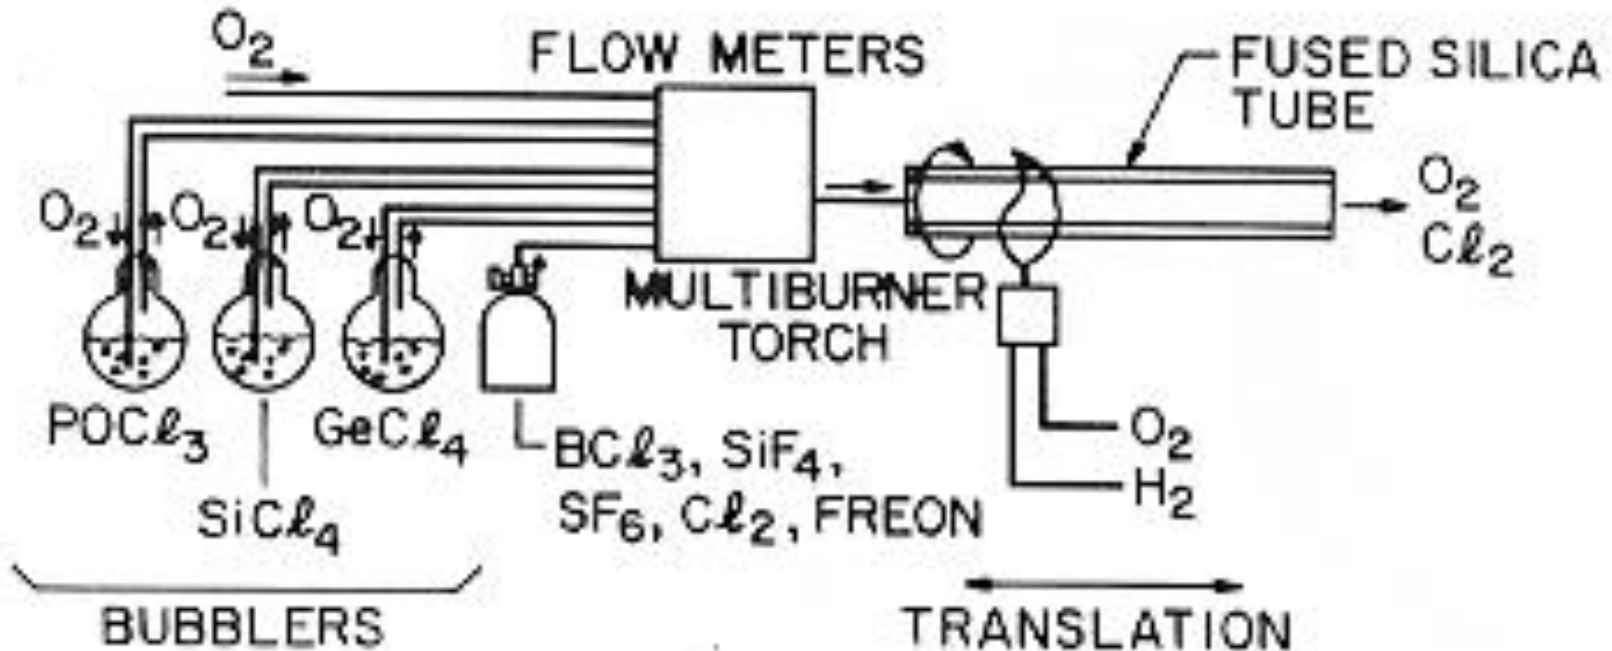 O2
FLOW METERS
FUSED SILICA
TUBE
O2 O2 O2
O2
Cl2
MULTIBURNER
TORCH
POCl3
GeCl4
SiCl4
BCl3, SiF4,
SF6, Cl2, FREON
O2
H2
BUBBLERS
TRANSLATION